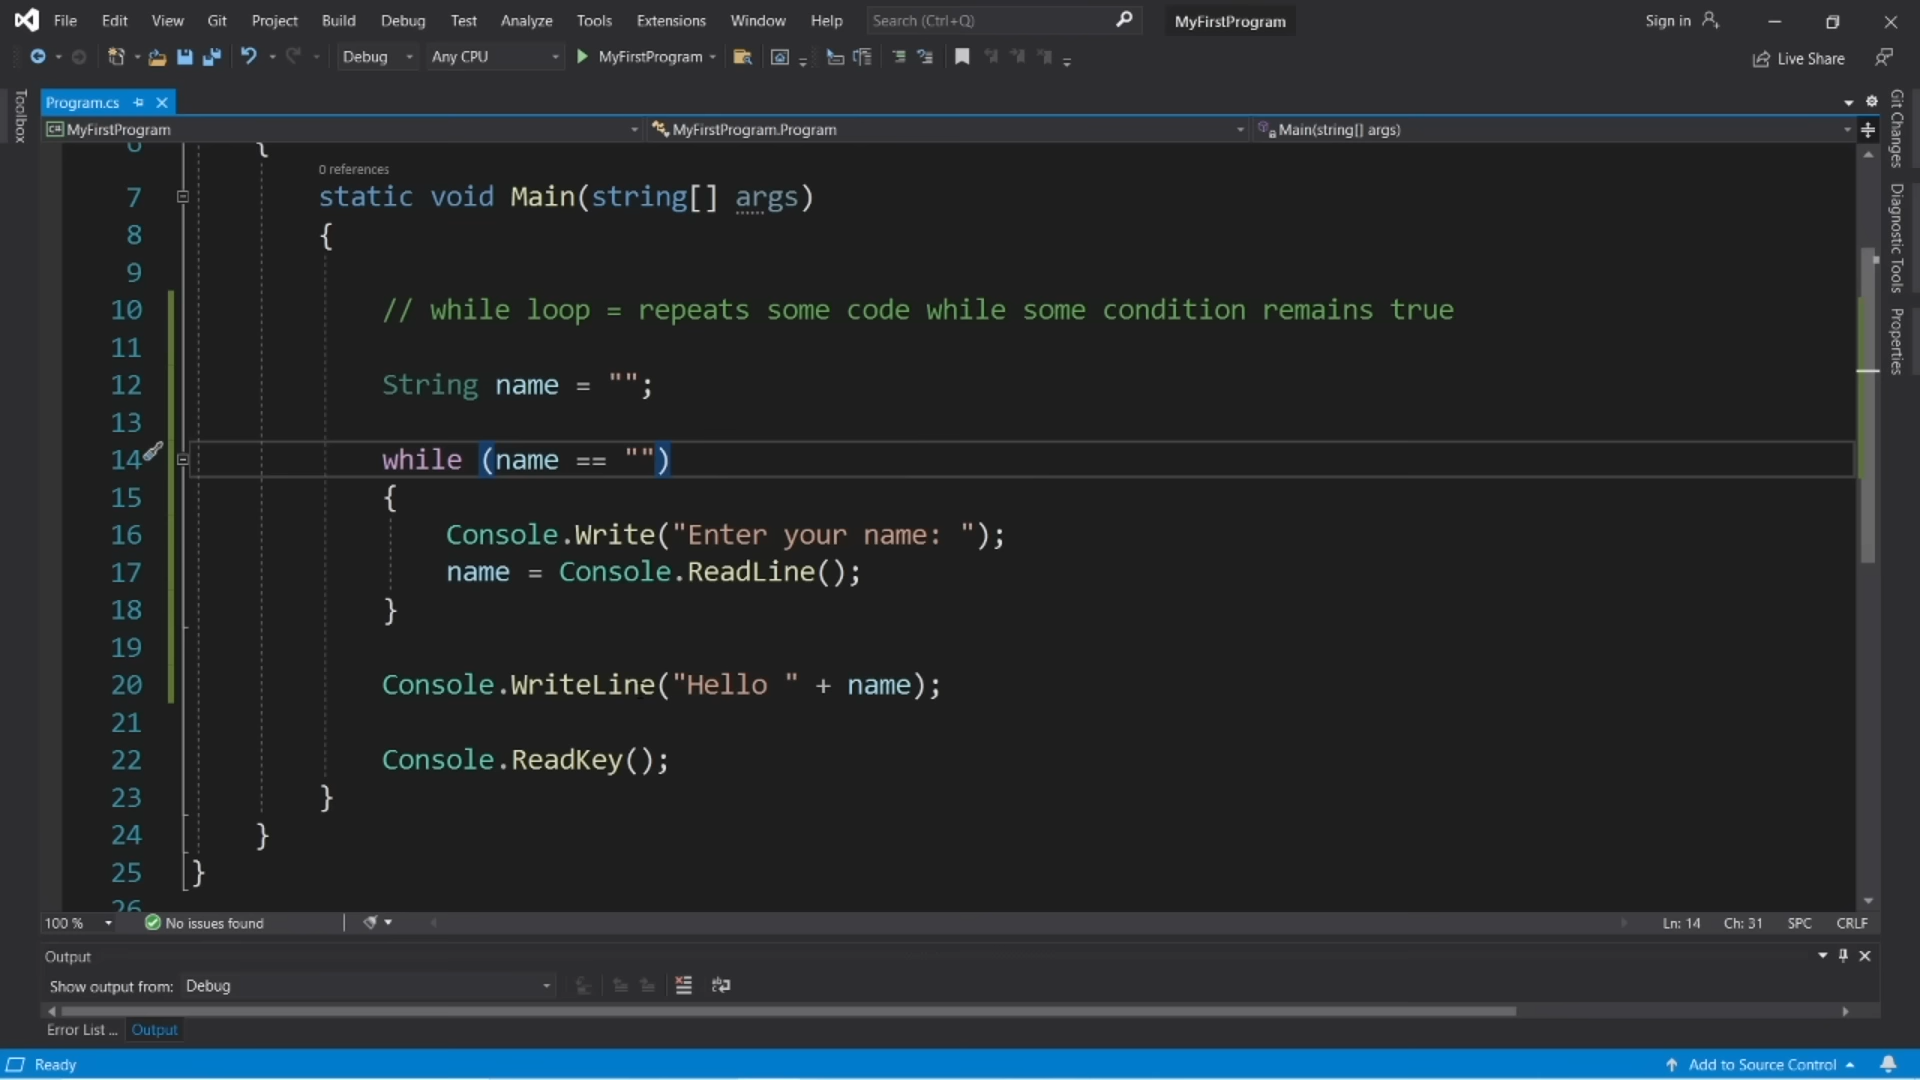 File Edit View Git Project Build Debug Test Analyze Tools Extensions Window Help Search (Ctrl+Q) MyFirstProgram Sign in
Debug Any CPU MyFirstProgram Live Share
Toolbox
Program.cs
MyFirstProgram MyFirstProgram.Program Main(string[] args)
Git Changes
Diagnostic Tools
Properties
6 {
0 references
7 static void Main(string[] args)
8 {
9
10 // while loop = repeats some code while some condition remains true
11
12 String name = "";
13
14 while (name == "")
15 {
16 Console.Write("Enter your name: ");
17 name = Console.ReadLine();
18 }
19
20 Console.WriteLine("Hello " + name);
21
22 Console.ReadKey();
23 }
24 }
25 }
26
100 % No issues found Ln: 14 Ch: 31 SPC CRLF
Output
Show output from: Debug
Error List ... Output
Ready Add to Source Control